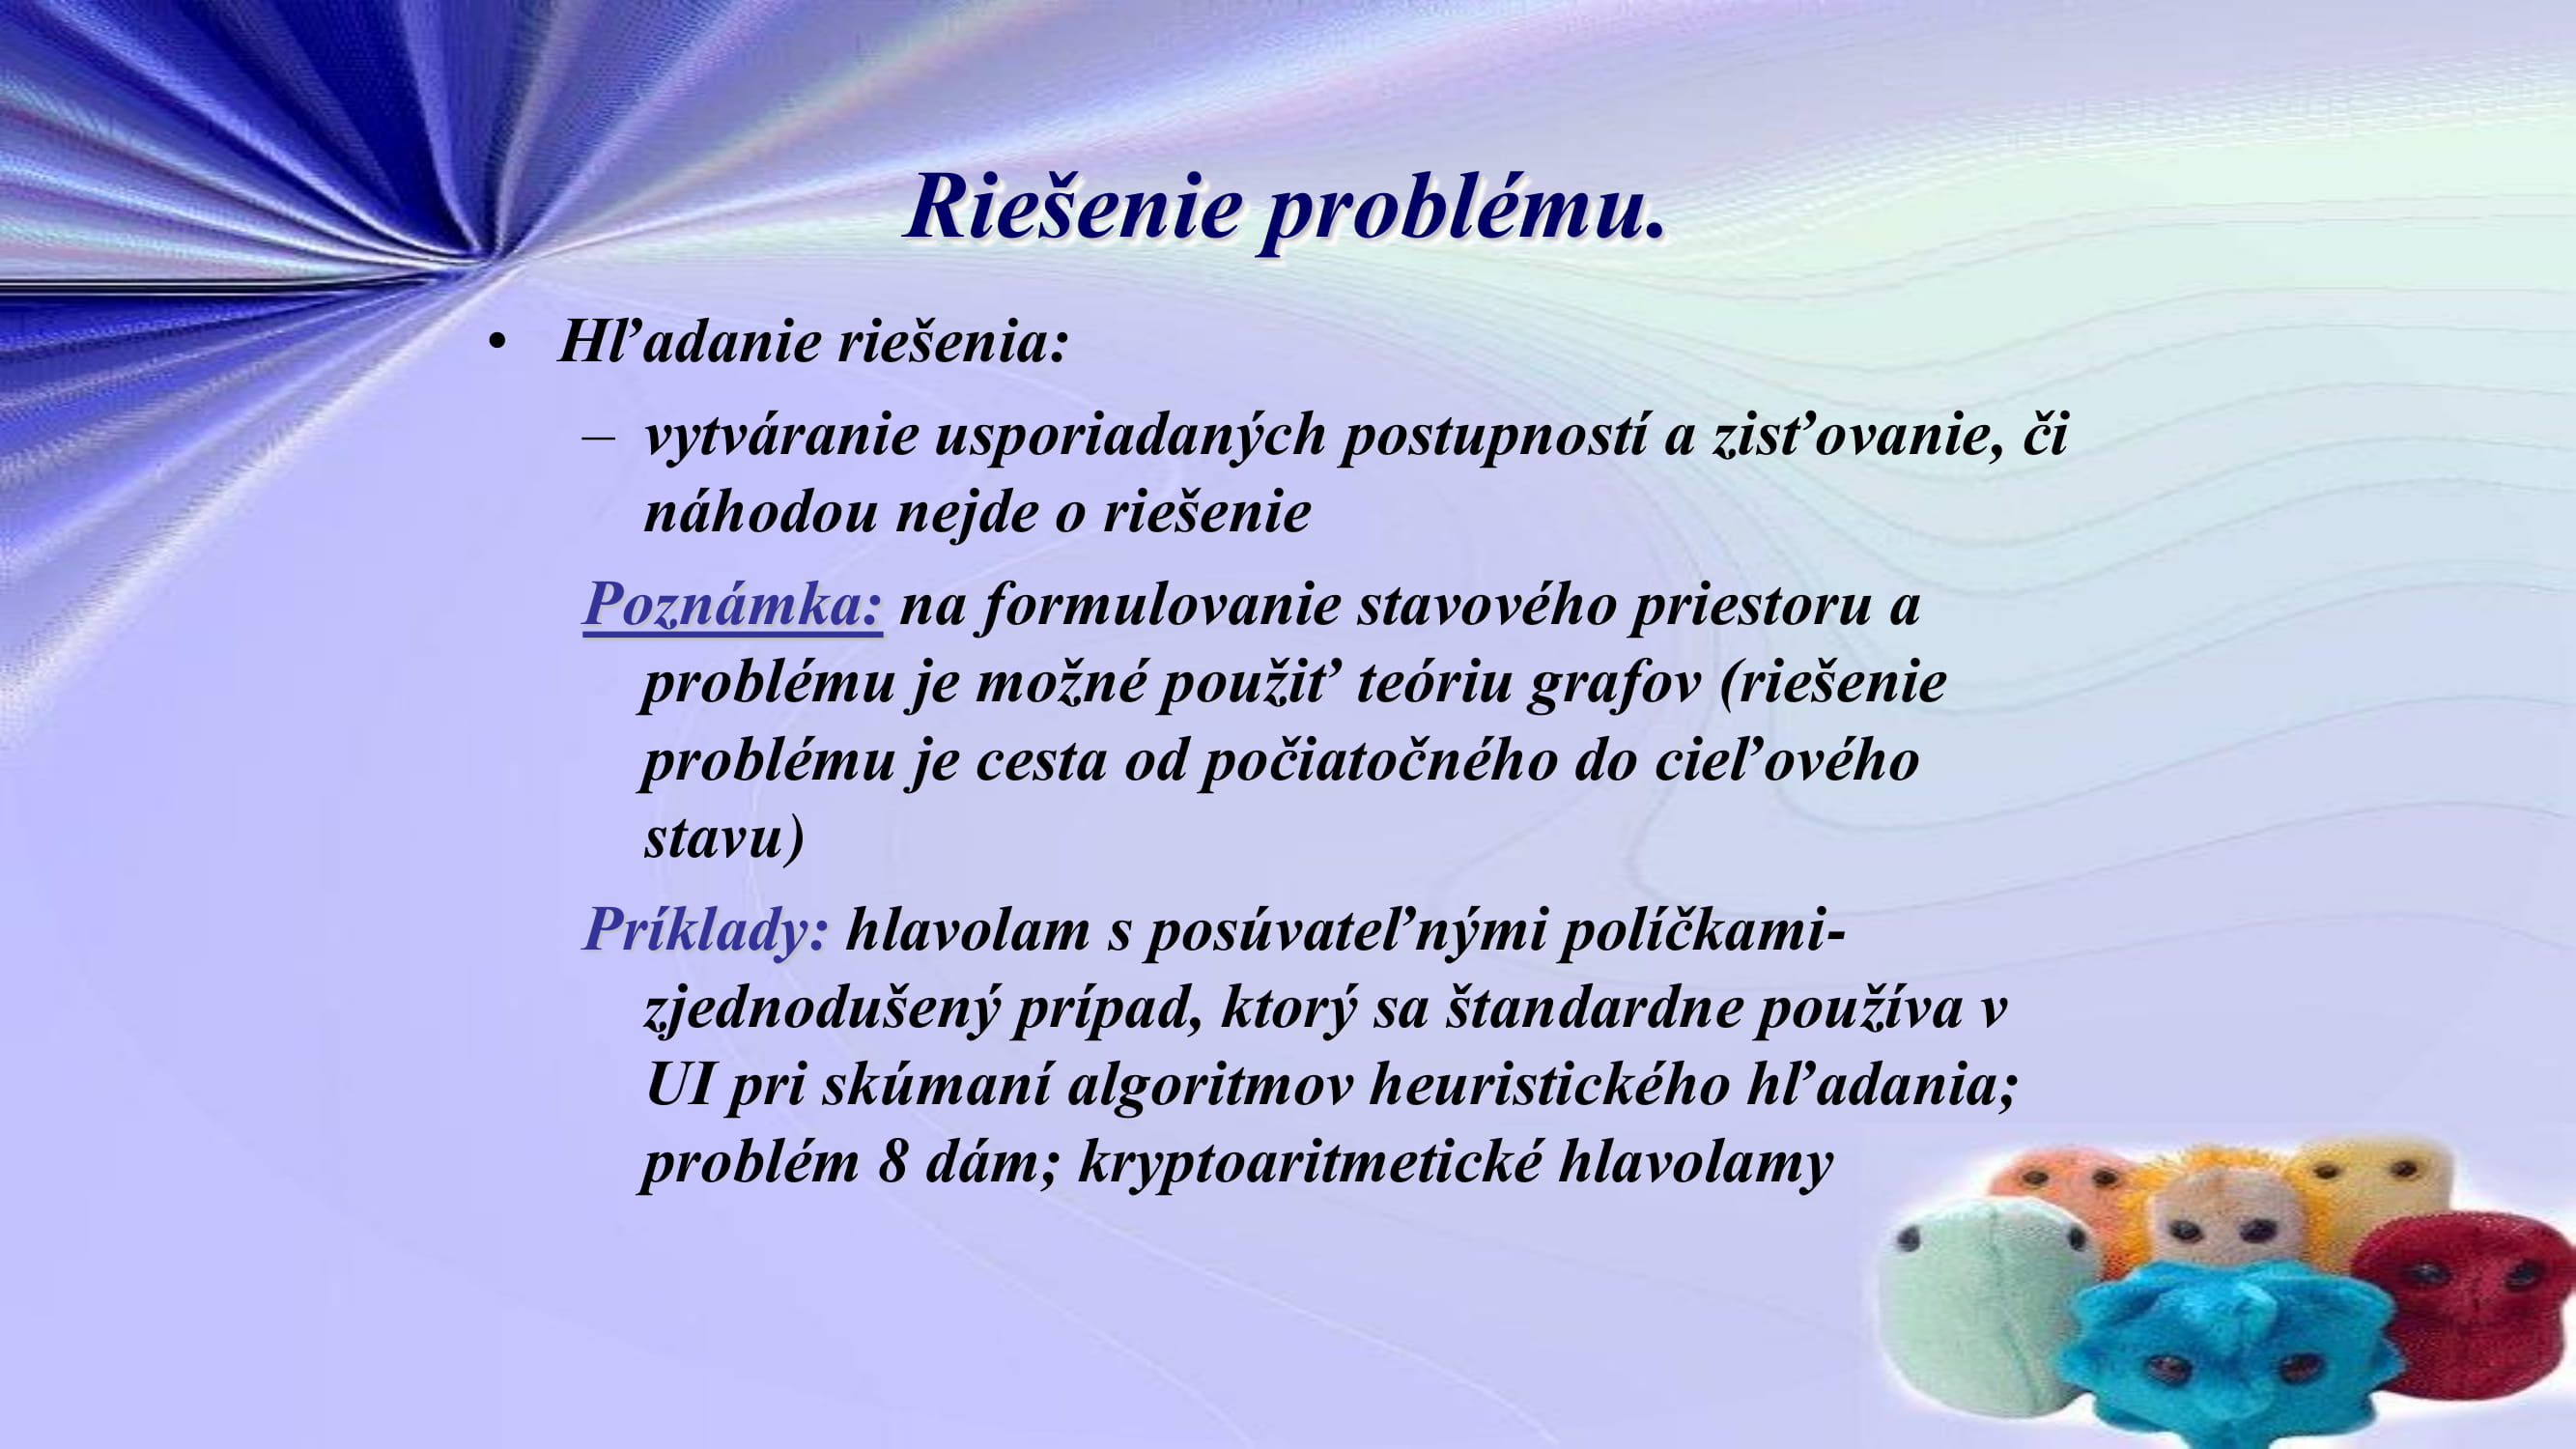 Riešenie problému.
• Hľadanie riešenia:
– vytváranie usporiadaných postupností a zisťovanie, či
náhodou nejde o riešenie
Poznámka: na formulovanie stavového priestoru a
problému je možné použiť teóriu grafov (riešenie
problému je cesta od počiatočného do cieľového
stavu)
Príklady: hlavolam s posúvateľnými políčkami-
zjednodušený prípad, ktorý sa štandardne používa v
UI pri skúmaní algoritmov heuristického hľadania;
problém 8 dám; kryptoaritmetické hlavolamy